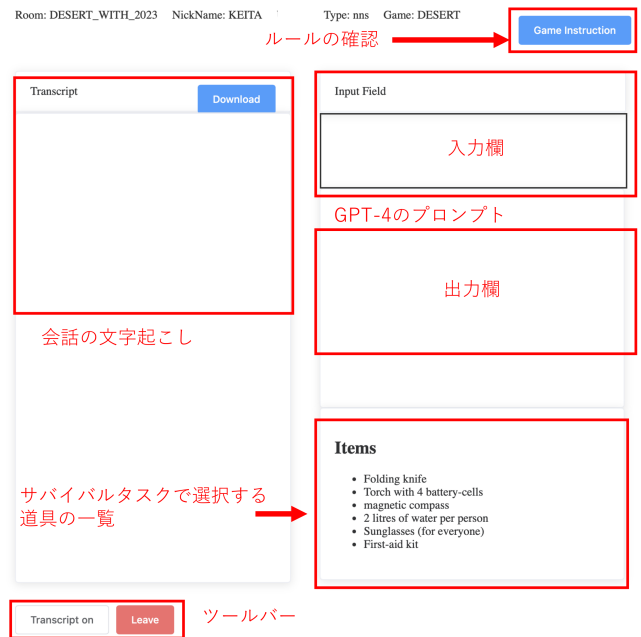 Room: DESERT_WITH_2023 NickName: KEITA Type: nns Game: DESERT
Game Instruction
ルールの確認
Transcript
Download
Input Field
入力欄
GPT-4のプロンプト
出力欄
会話の文字起こし
Items
サバイバルタスクで選択する
道具の一覧
Folding knife
Torch with 4 battery-cells
magnetic compass
2 litres of water per person
Sunglasses (for everyone)
First-aid kit
Transcript on
Leave
ツールバー